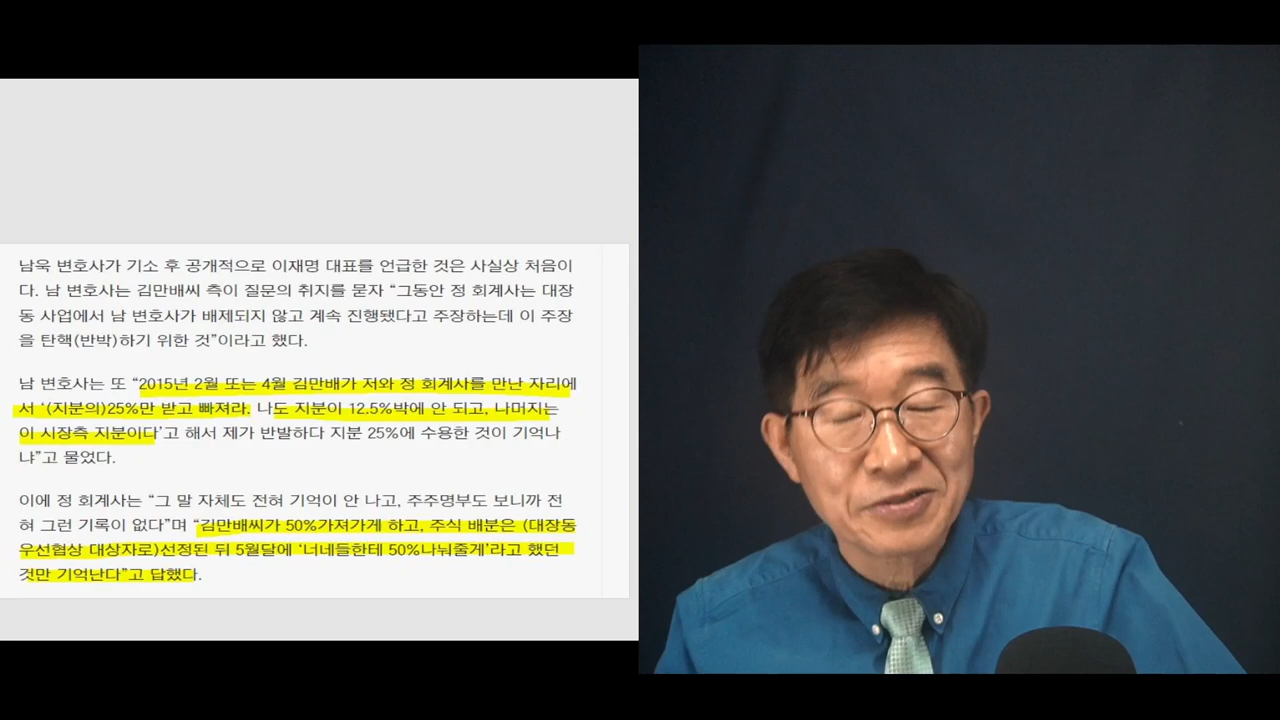 남욱 변호사가 기소 후 공개적으로 이재명 대표를 언급한 것은 사실상 처음이
다. 남 변호사는 김만배씨 측이 질문의 취지를 묻자 “그동안 정 회계사는 대장
동 사업에서 남 변호사가 배제되지 않고 계속 진행됐다고 주장하는데 이 주장
을 탄핵(반박)하기 위한 것”이라고 했다.
남 변호사는 또 “2015년 2월 또는 4월 김만배가 저와 정 회계사를 만난 자리에
서 ‘(지분의)25%만 받고 빠져라. 나도 지분이 12.5%박에 안 되고, 나머지는
이 시장측 지분이다’고 해서 제가 반발하다 지분 25%에 수용한 것이 기억나
냐”고 물었다.
이에 정 회계사는 “그 말 자체도 전혀 기억이 안 나고, 주주명부도 보니까 전
혀 그런 기록이 없다”며 “김만배씨가 50%가져가게 하고, 주식 배분은 (대장동
우선협상 대상자로)선정된 뒤 5월달에 ‘너네들한테 50%나눠줄게’라고 했던
것만 기억난다”고 답했다.